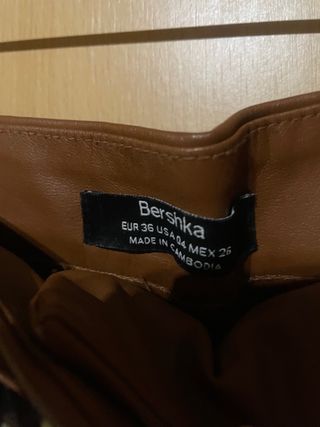 Bershka
EUR 36 USA 04 MEX 26
MADE IN CAMBODIA